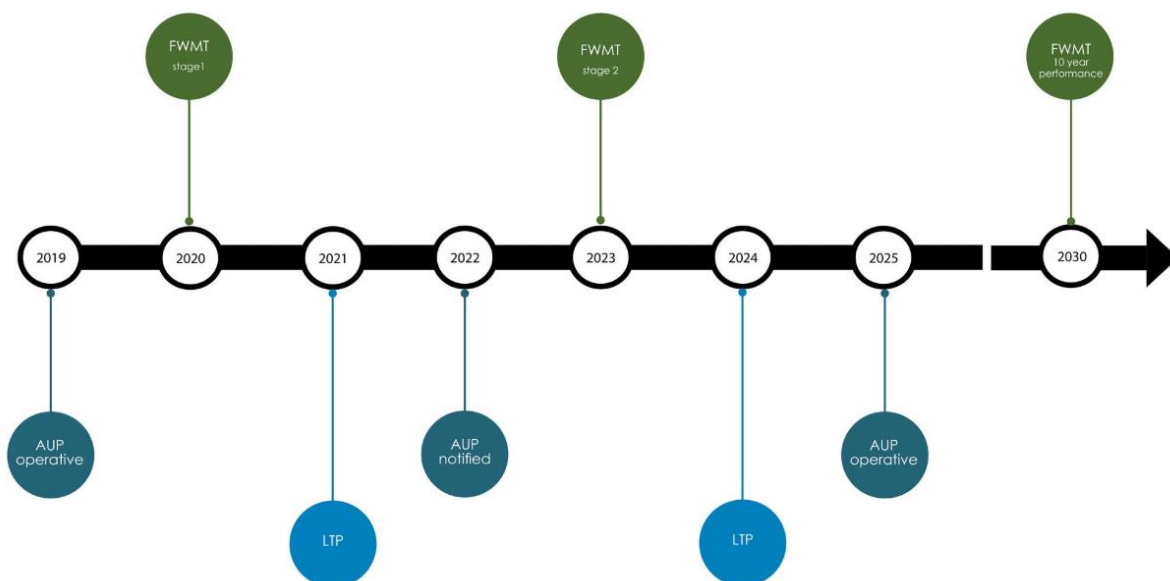 FWMT
stage1
FWMT
stage 2
FWMT
10 year
performance
2019
2020
2021
2022
2023
2024
2025
2030
AUP
operative
AUP
notified
AUP
operative
LTP
LTP